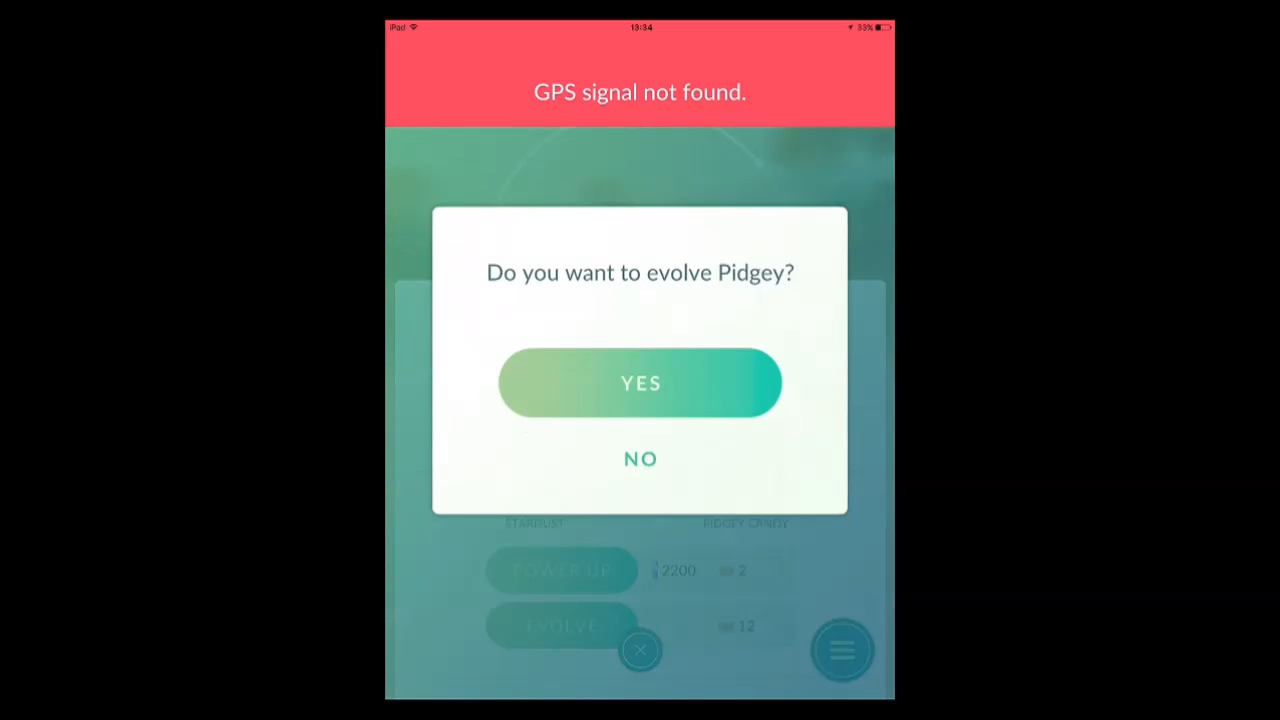 iPad 13:34 33%
GPS signal not found.
Do you want to evolve Pidgey?
YES
NO
STARDUST PIDGEY CANDY
POWER UP 2200 2
EVOLVE 12